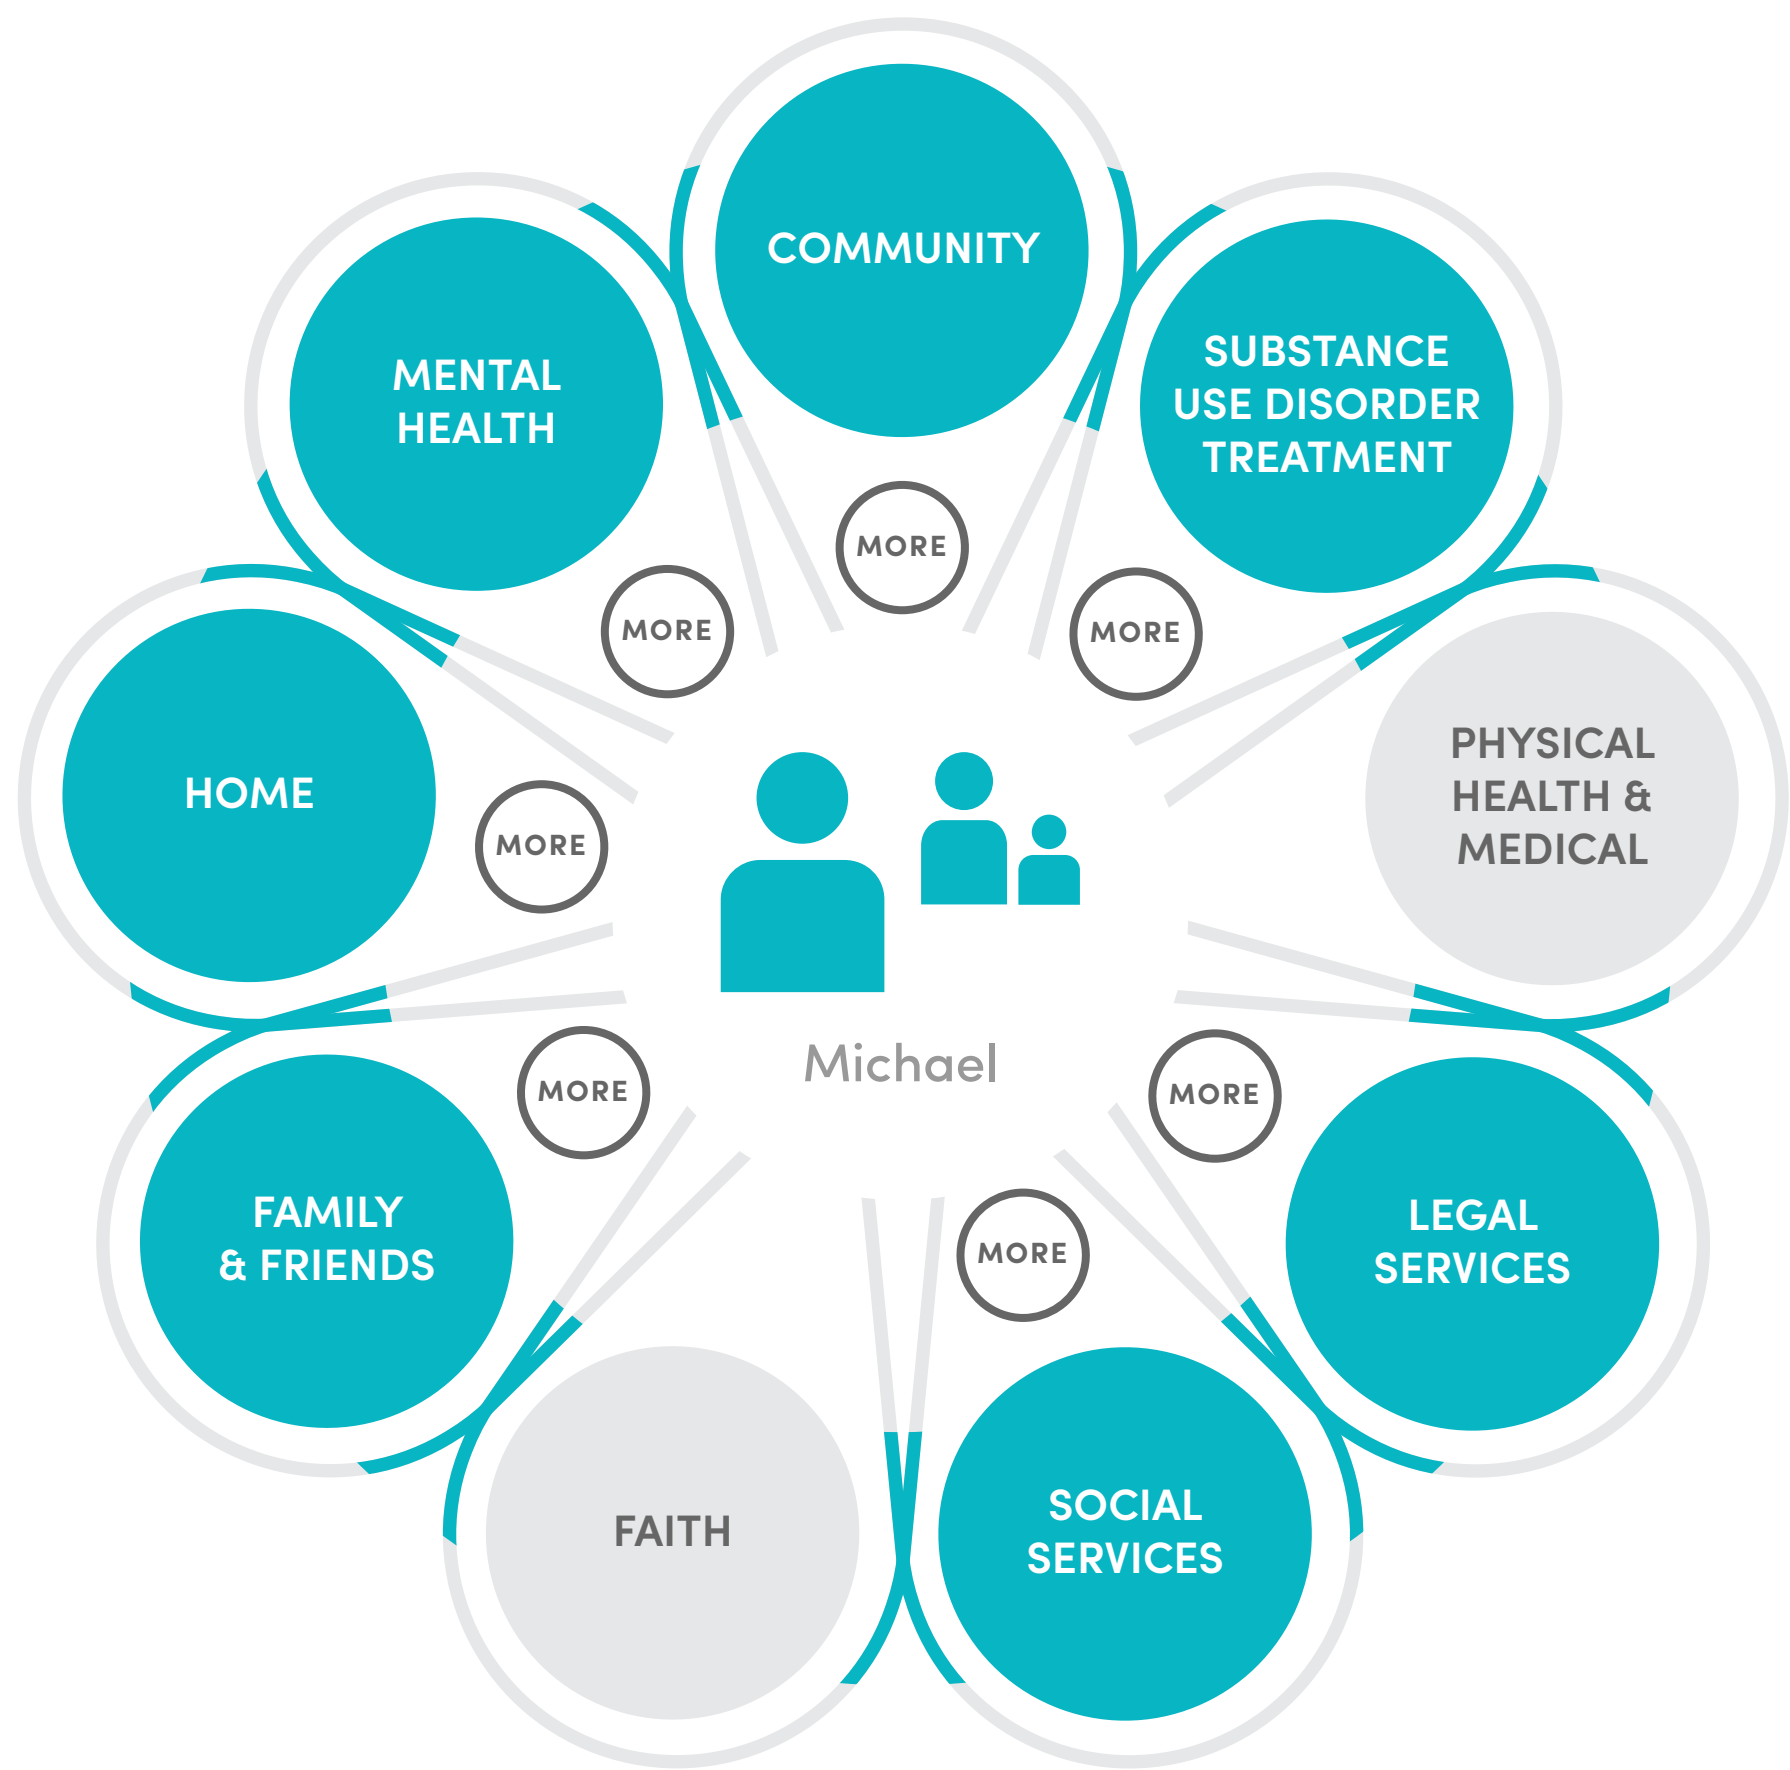 COMMUNITY
MENTAL
HEALTH
SUBSTANCE
USE DISORDER
TREATMENT
MORE
MORE
MORE
HOME
MORE
PHYSICAL
HEALTH &
MEDICAL
Michael
MORE
MORE
FAMILY
& FRIENDS
LEGAL
SERVICES
MORE
FAITH
SOCIAL
SERVICES